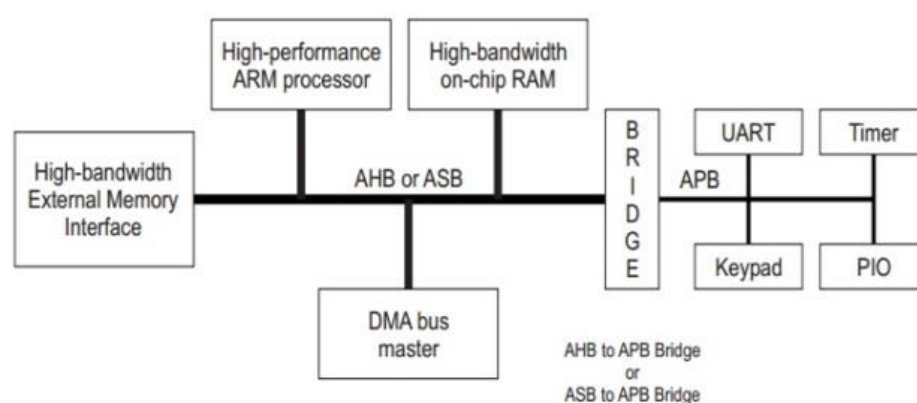 High-performance
ARM processor
High-bandwidth
on-chip RAM
High-bandwidth
External Memory
Interface
AHB or ASB
B
R
I
D
G
E
APB
UART
Timer
Keypad
PIO
DMA bus
master
AHB to APB Bridge
or
ASB to APB Bridge